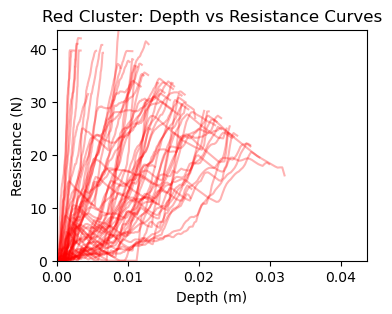 Red Cluster: Depth vs Resistance Curves
Resistance (N)
40
30
20
10
0
0.00 0.01 0.02 0.03 0.04
Depth (m)